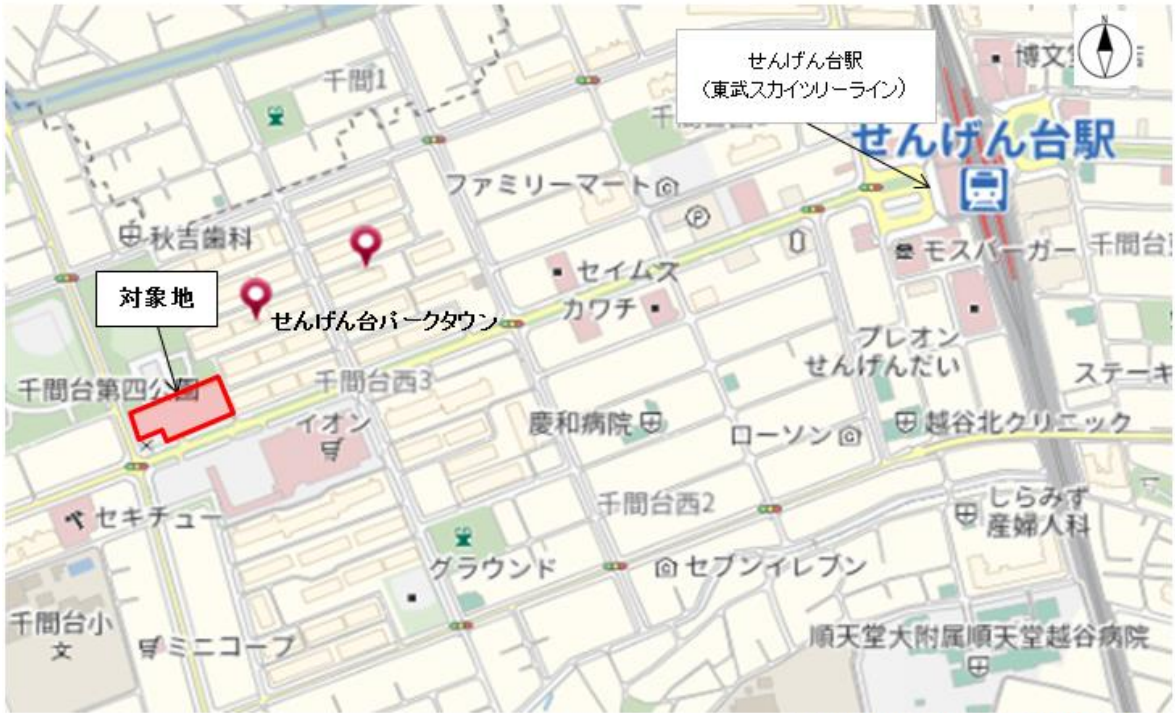 N
せんげん台駅
（東武スカイツリーライン）
博文
千間1
せんげん台駅
ファミリーマート
P
秋吉歯科
モスバーガー
千間台
セイムス
対象地
カワチ
せんげん台パークタウン
プレオン
せんげんだい
千間台西3
ステーキ
千間台第四公園
イオン
慶和病院
ローソン
越谷北クリニック
セキチュー
千間台西2
しらみず
産婦人科
グラウンド
セブンイレブン
千間台小
文
ミニコープ
順天堂大附属順天堂越谷病院